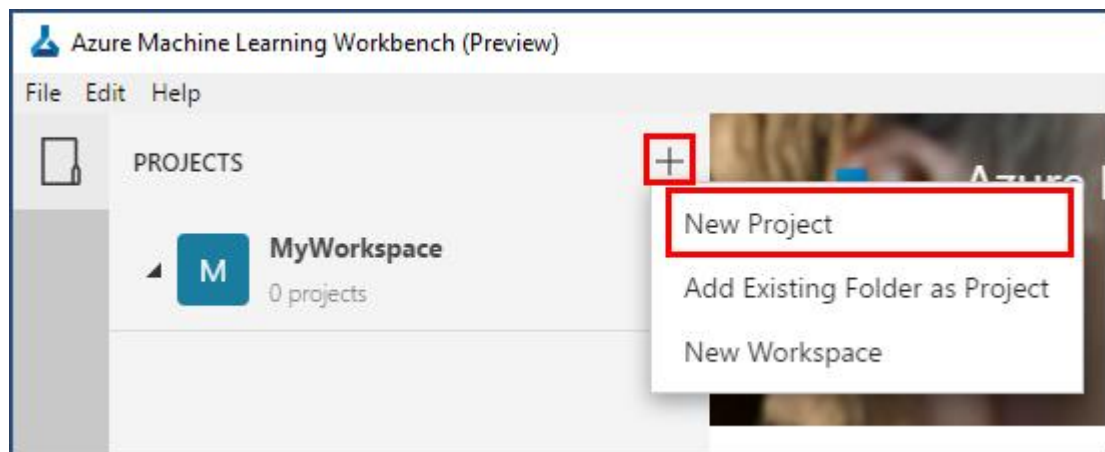 Azure Machine Learning Workbench (Preview)
File Edit Help
PROJECTS
Azure
New Project
MyWorkspace
M
0 projects
Add Existing Folder as Project
New Workspace